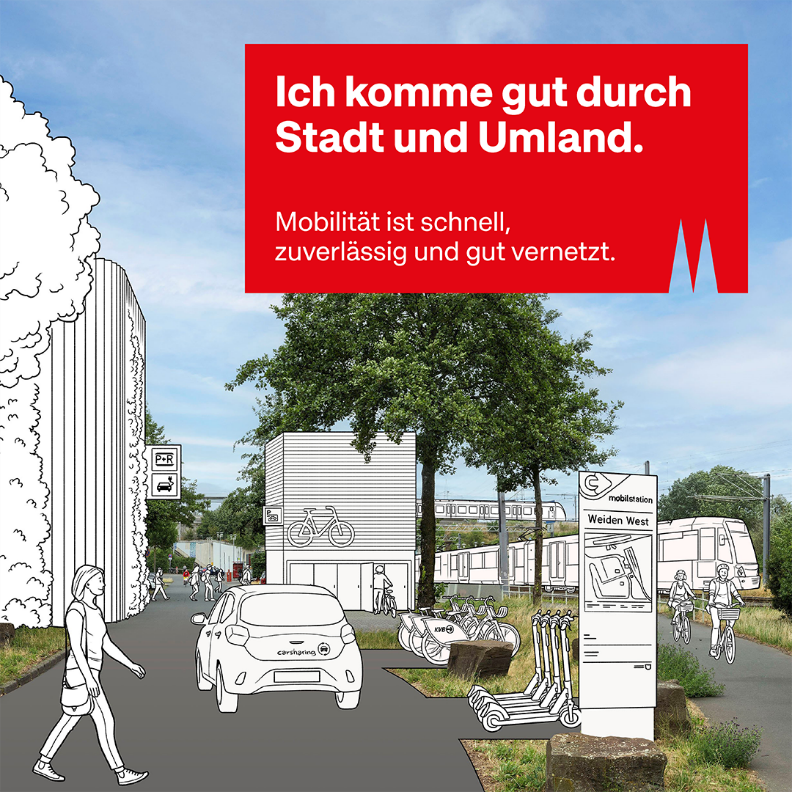 Ich komme gut durch
Stadt und Umland.
Mobilität ist schnell,
zuverlässig und gut vernetzt.
P+R
P
mobilstation
Weiden West
carsharing
KVB